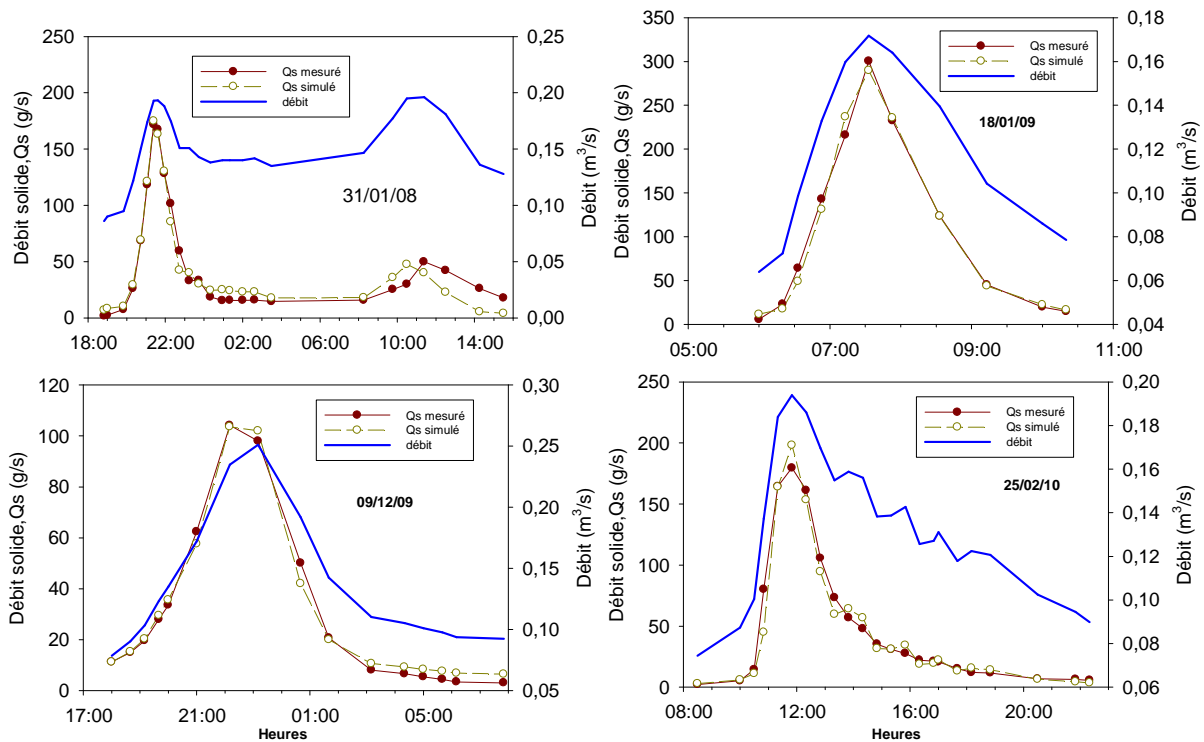 250
200
150
100
50
0
Débit solide,Qs (g/s)
0,25
0,20
0,15
0,10
0,05
0,00
Débit (m3/s)
18:00 22:00 02:00 06:00 10:00 14:00
Qs mesuré
Qs simulé
débit
31/01/08
350
300
250
200
150
100
50
0
Débit solide,Qs (g/s)
0,18
0,16
0,14
0,12
0,10
0,08
0,06
0,04
Débit (m3/s)
05:00 07:00 09:00 11:00
Qs mesuré
Qs simulé
débit
18/01/09
120
100
80
60
40
20
0
Débit solide,Qs (g/s)
0,30
0,25
0,20
0,15
0,10
0,05
Débit (m3/s)
17:00 21:00 01:00 05:00
Heures
Qs mesuré
Qs simulé
débit
09/12/09
250
200
150
100
50
0
Débit solide,Qs (g/s)
0,20
0,18
0,16
0,14
0,12
0,10
0,08
0,06
Débit (m3/s)
08:00 12:00 16:00 20:00
Heures
Qs mesuré
Qs simulé
débit
25/02/10